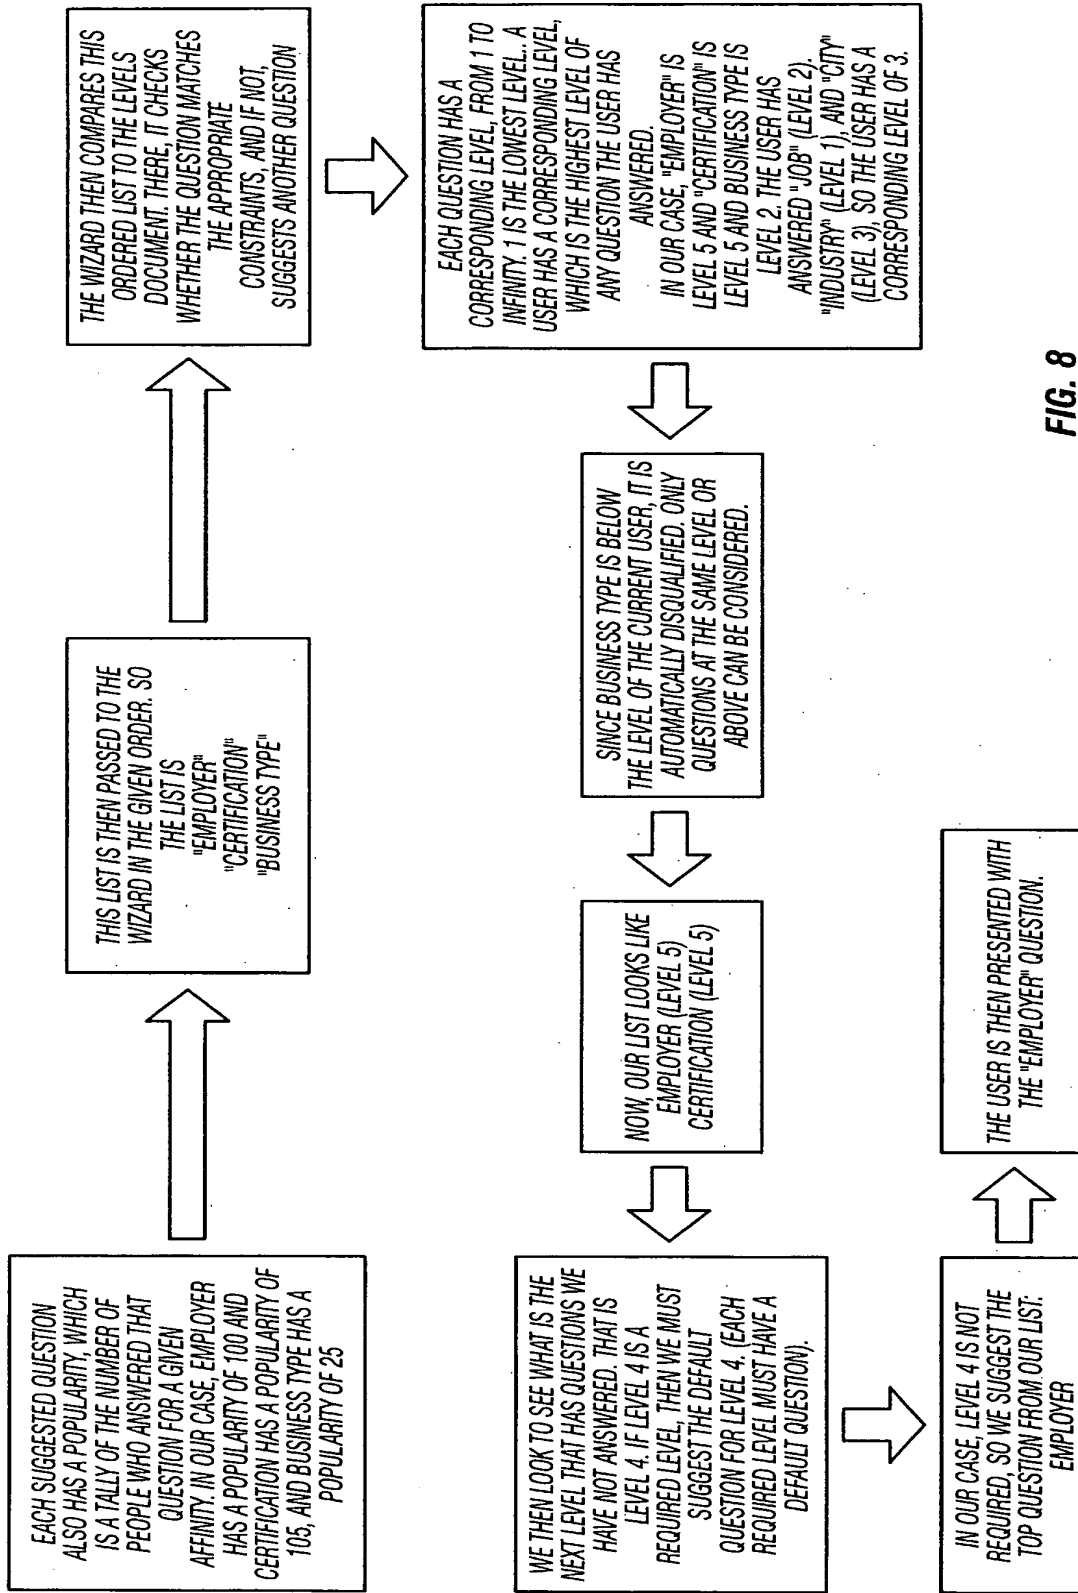 EACH SUGGESTED QUESTION
ALSO HAS A POPULARITY, WHICH
IS A TALLY OF THE NUMBER OF
PEOPLE WHO ANSWERED THAT
QUESTION FOR A GIVEN
AFFINITY. IN OUR CASE, EMPLOYER
HAS A POPULARITY OF 100 AND
CERTIFICATION HAS A POPULARITY OF
105, AND BUSINESS TYPE HAS A
POPULARITY OF 25
THIS LIST IS THEN PASSED TO THE
WIZARD IN THE GIVEN ORDER. SO
THE LIST IS
"EMPLOYER"
"CERTIFICATION"
"BUSINESS TYPE"
THE WIZARD THEN COMPARES THIS
ORDERED LIST TO THE LEVELS
DOCUMENT. THERE, IT CHECKS
WHETHER THE QUESTION MATCHES
THE APPROPRIATE
CONSTRAINTS, AND IF NOT,
SUGGESTS ANOTHER QUESTION
EACH QUESTION HAS A
CORRESPONDING LEVEL, FROM 1 TO
INFINITY. 1 IS THE LOWEST LEVEL.. A
USER HAS A CORRESPONDING LEVEL,
WHICH IS THE HIGHEST LEVEL OF
ANY QUESTION THE USER HAS
ANSWERED.
IN OUR CASE, "EMPLOYER" IS
LEVEL 5 AND "CERTIFICATION" IS
LEVEL 5 AND BUSINESS TYPE IS
LEVEL 2. THE USER HAS
ANSWERED "JOB" (LEVEL 2).
"INDUSTRY" (LEVEL 1), AND "CITY"
(LEVEL 3), SO THE USER HAS A
CORRESPONDING LEVEL OF 3.
SINCE BUSINESS TYPE IS BELOW
THE LEVEL OF THE CURRENT USER, IT IS
AUTOMATICALLY DISQUALIFIED. ONLY
QUESTIONS AT THE SAME LEVEL OR
ABOVE CAN BE CONSIDERED.
NOW, OUR LIST LOOKS LIKE
EMPLOYER (LEVEL 5)
CERTIFICATION (LEVEL 5)
WE THEN LOOK TO SEE WHAT IS THE
NEXT LEVEL THAT HAS QUESTIONS WE
HAVE NOT ANSWERED. THAT IS
LEVEL 4. IF LEVEL 4 IS A
REQUIRED LEVEL, THEN WE MUST
SUGGEST THE DEFAULT
QUESTION FOR LEVEL 4. (EACH
REQUIRED LEVEL MUST HAVE A
DEFAULT QUESTION).
IN OUR CASE, LEVEL 4 IS NOT
REQUIRED, SO WE SUGGEST THE
TOP QUESTION FROM OUR LIST:
EMPLOYER
THE USER IS THEN PRESENTED WITH
THE "EMPLOYER" QUESTION.
FIG. 8